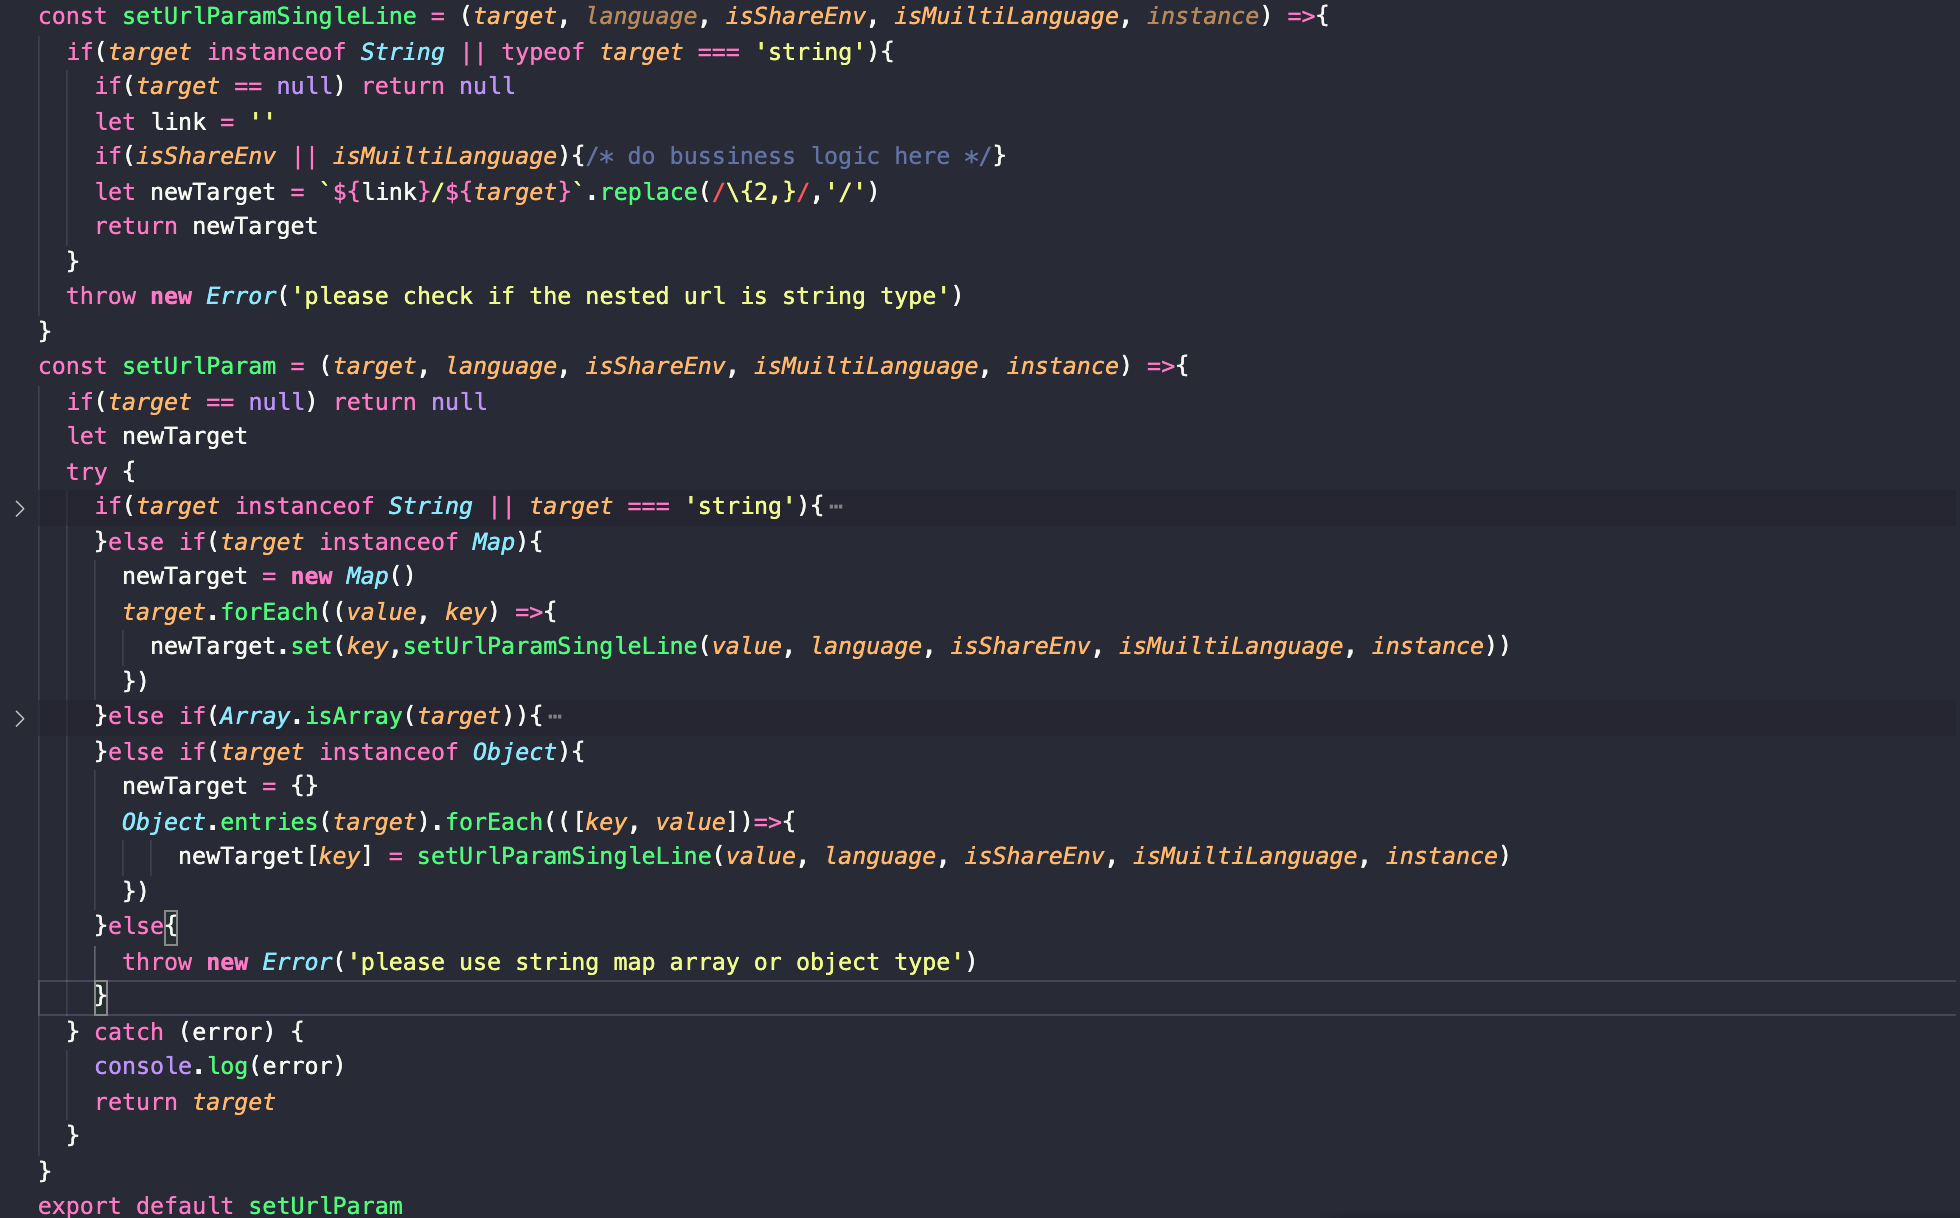 const setUrlParamSingleLine = (target, language, isShareEnv, isMuiltiLanguage, instance) =>{
  if(target instanceof String || typeof target === 'string'){
    if(target == null) return null
    let link = ''
    if(isShareEnv || isMuiltiLanguage){/* do bussiness logic here */}
    let newTarget = `${link}/${target}`.replace(/\{2,}/,'/')
    return newTarget
  }
  throw new Error('please check if the nested url is string type')
}
const setUrlParam = (target, language, isShareEnv, isMuiltiLanguage, instance) =>{
  if(target == null) return null
  let newTarget
  try {
    if(target instanceof String || target === 'string'){⋯
    }else if(target instanceof Map){
      newTarget = new Map()
      target.forEach((value, key) =>{
        newTarget.set(key,setUrlParamSingleLine(value, language, isShareEnv, isMuiltiLanguage, instance))
      })
    }else if(Array.isArray(target)){⋯
    }else if(target instanceof Object){
      newTarget = {}
      Object.entries(target).forEach(([key, value])=>{
          newTarget[key] = setUrlParamSingleLine(value, language, isShareEnv, isMuiltiLanguage, instance)
      })
    }else{
      throw new Error('please use string map array or object type')
    }
  } catch (error) {
    console.log(error)
    return target
  }
}
export default setUrlParam